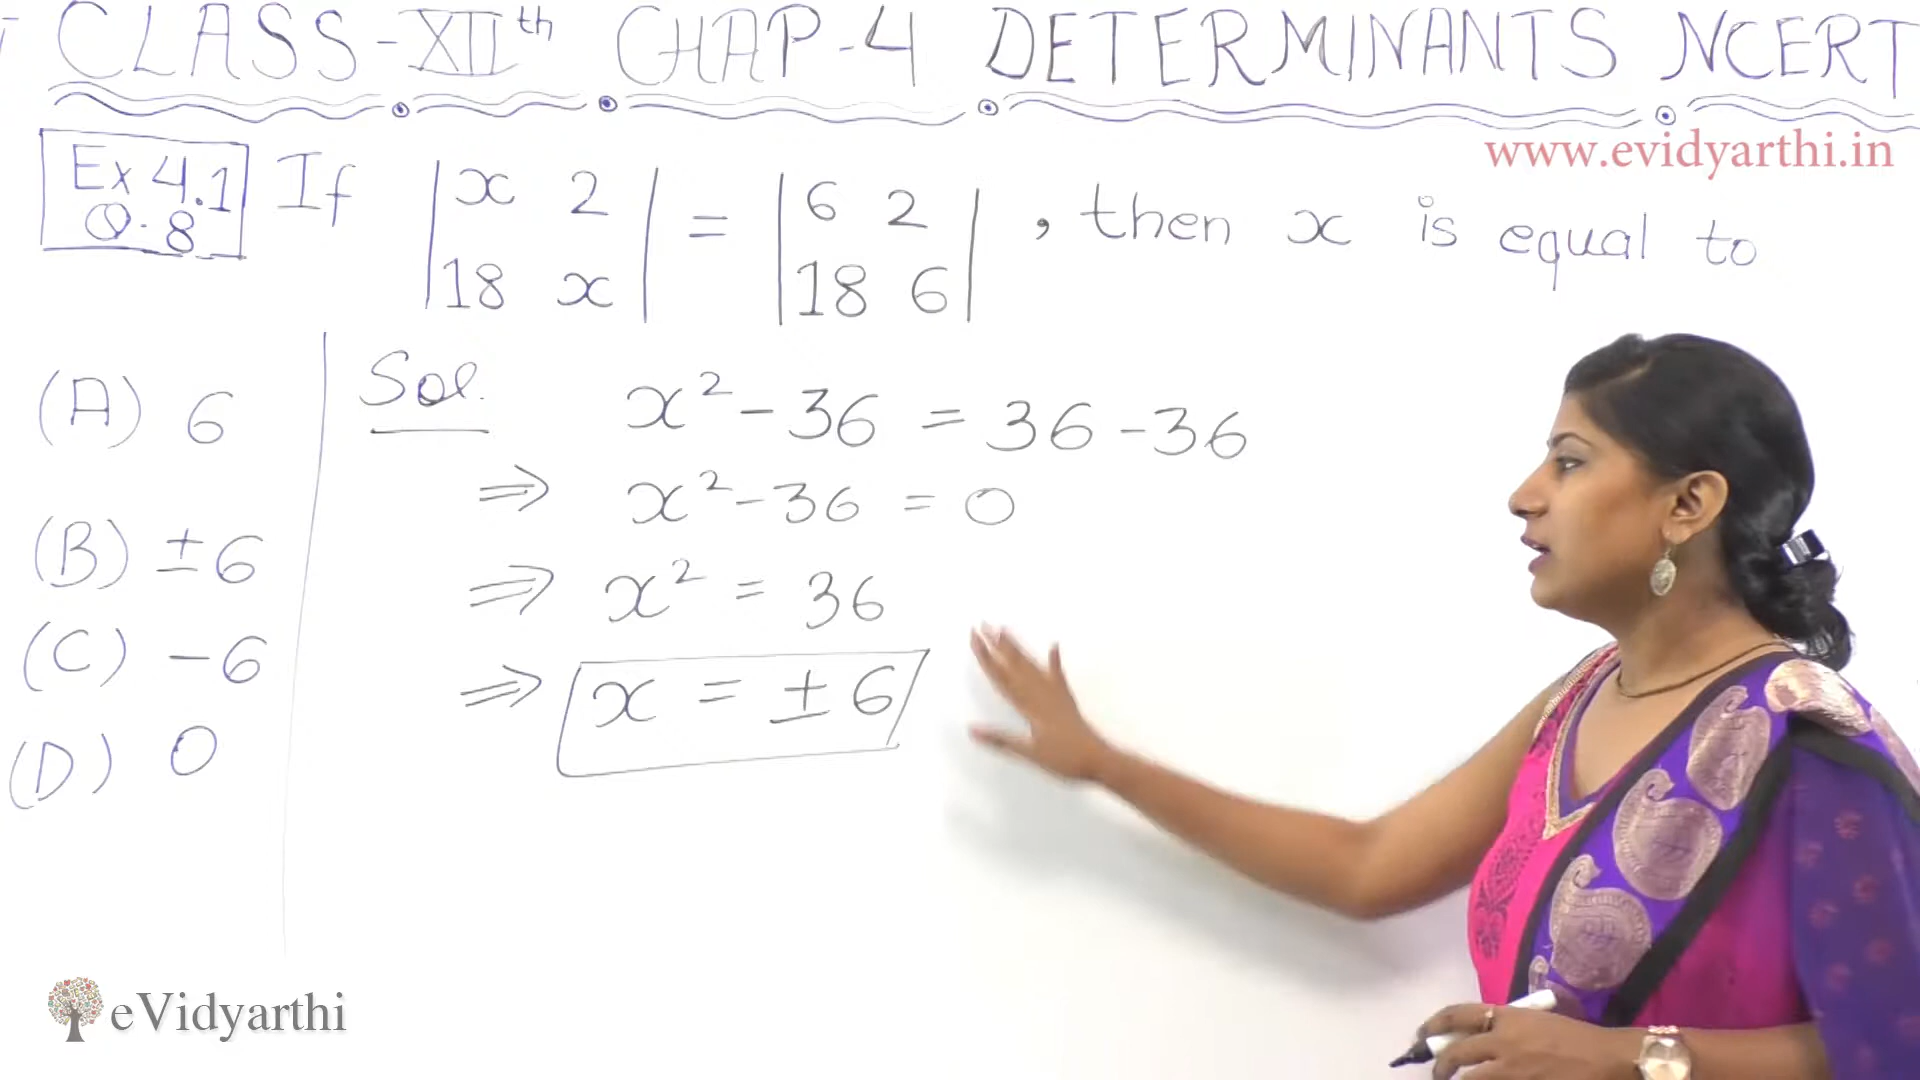 CLASS-XIIth CHAP-4 DETERMINANTS NCERT
www.evidyarthi.in
Ex 4.1
Q.8
If |x 2| = |6 2|, then x is equal to
|18 x| |18 6|
(A) 6
(B) ±6
(C) -6
(D) 0
Sol.
x² - 36 = 36 - 36
⇒ x² - 36 = 0
⇒ x² = 36
⇒ x = ±6
eVidyarthi